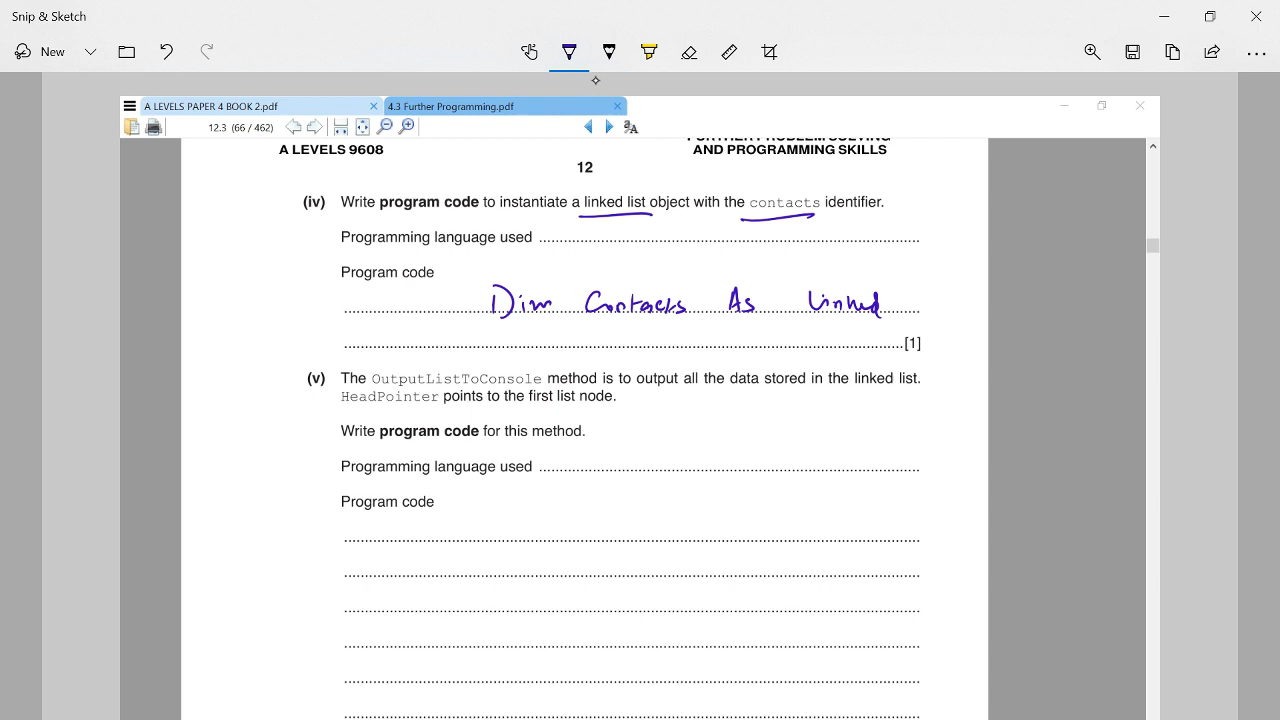 Snip & Sketch
New
A LEVELS PAPER 4 BOOK 2.pdf
4.3 Further Programming.pdf
12.3 (66 / 462)
FURTHER PROBLEM SOLVING
A LEVELS 9608
AND PROGRAMMING SKILLS
12
(iv) Write program code to instantiate a linked list object with the contacts identifier.
Programming language used ..........................................................................................
Program code
Dim Contacts As Linked
..........................................................................................[1]
(v) The OutputListToConsole method is to output all the data stored in the linked list.
HeadPointer points to the first list node.
Write program code for this method.
Programming language used ..........................................................................................
Program code